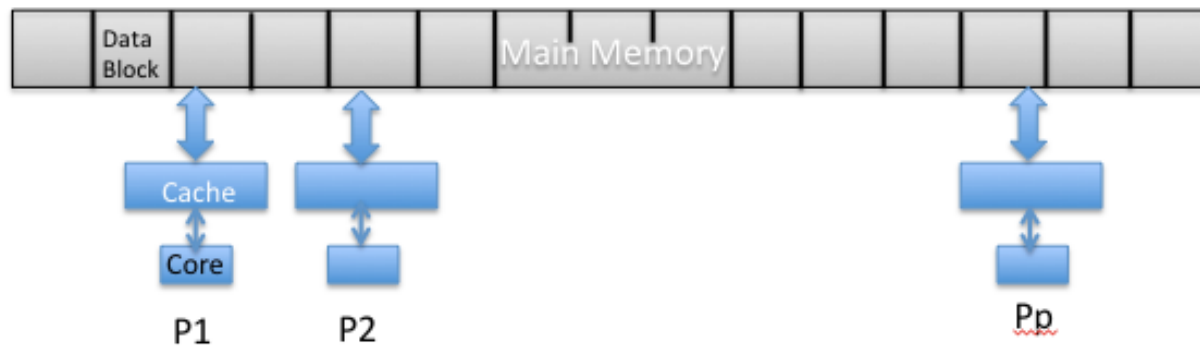 Data
Block
Main Memory
Cache
Core
P1
P2
Pp